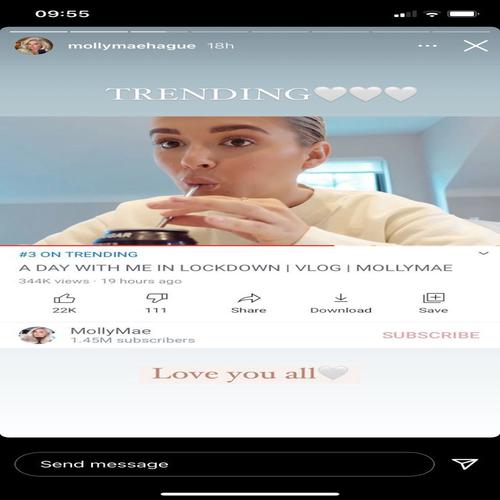 09:55
mollymaehague 18h
TRENDING🤍🤍🤍
#3 ON TRENDING
A DAY WITH ME IN LOCKDOWN | VLOG | MOLLYMAE
344K views · 19 hours ago
22K 111 Share Download Save
MollyMae
1.45M subscribers
SUBSCRIBE
Love you all🤍
Send message